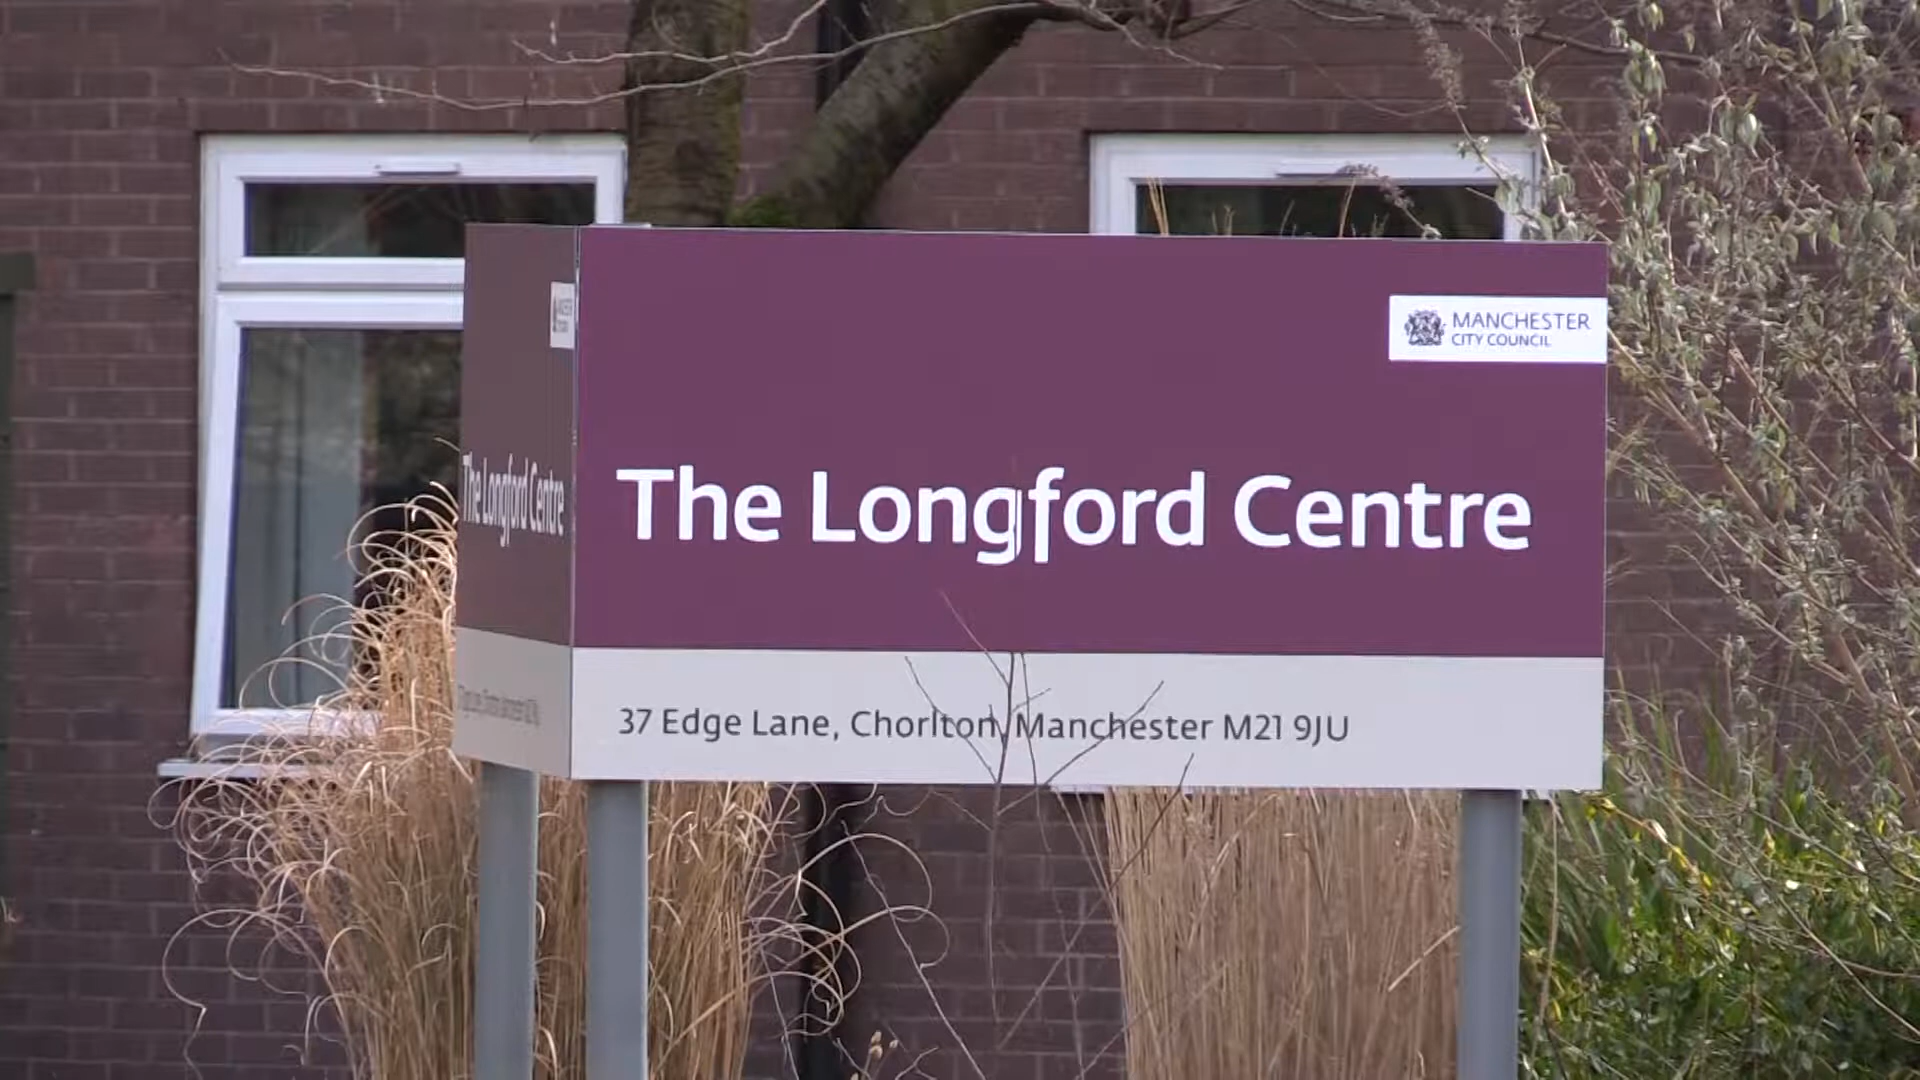 MANCHESTER
CITY COUNCIL
The Longford Centre
The Longford Centre
37 Edge Lane, Chorlton, Manchester M21 9JU